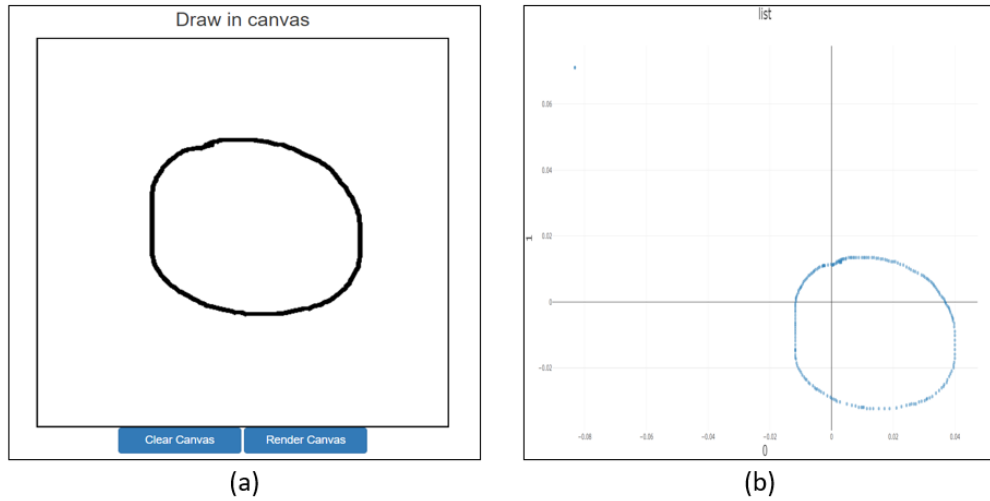 Draw in canvas
Clear Canvas Render Canvas
(a)
list
1
0.06
0.04
0.02
0
−0.02
−0.08 −0.06 −0.04 −0.02 0 0.02 0.04
0
(b)